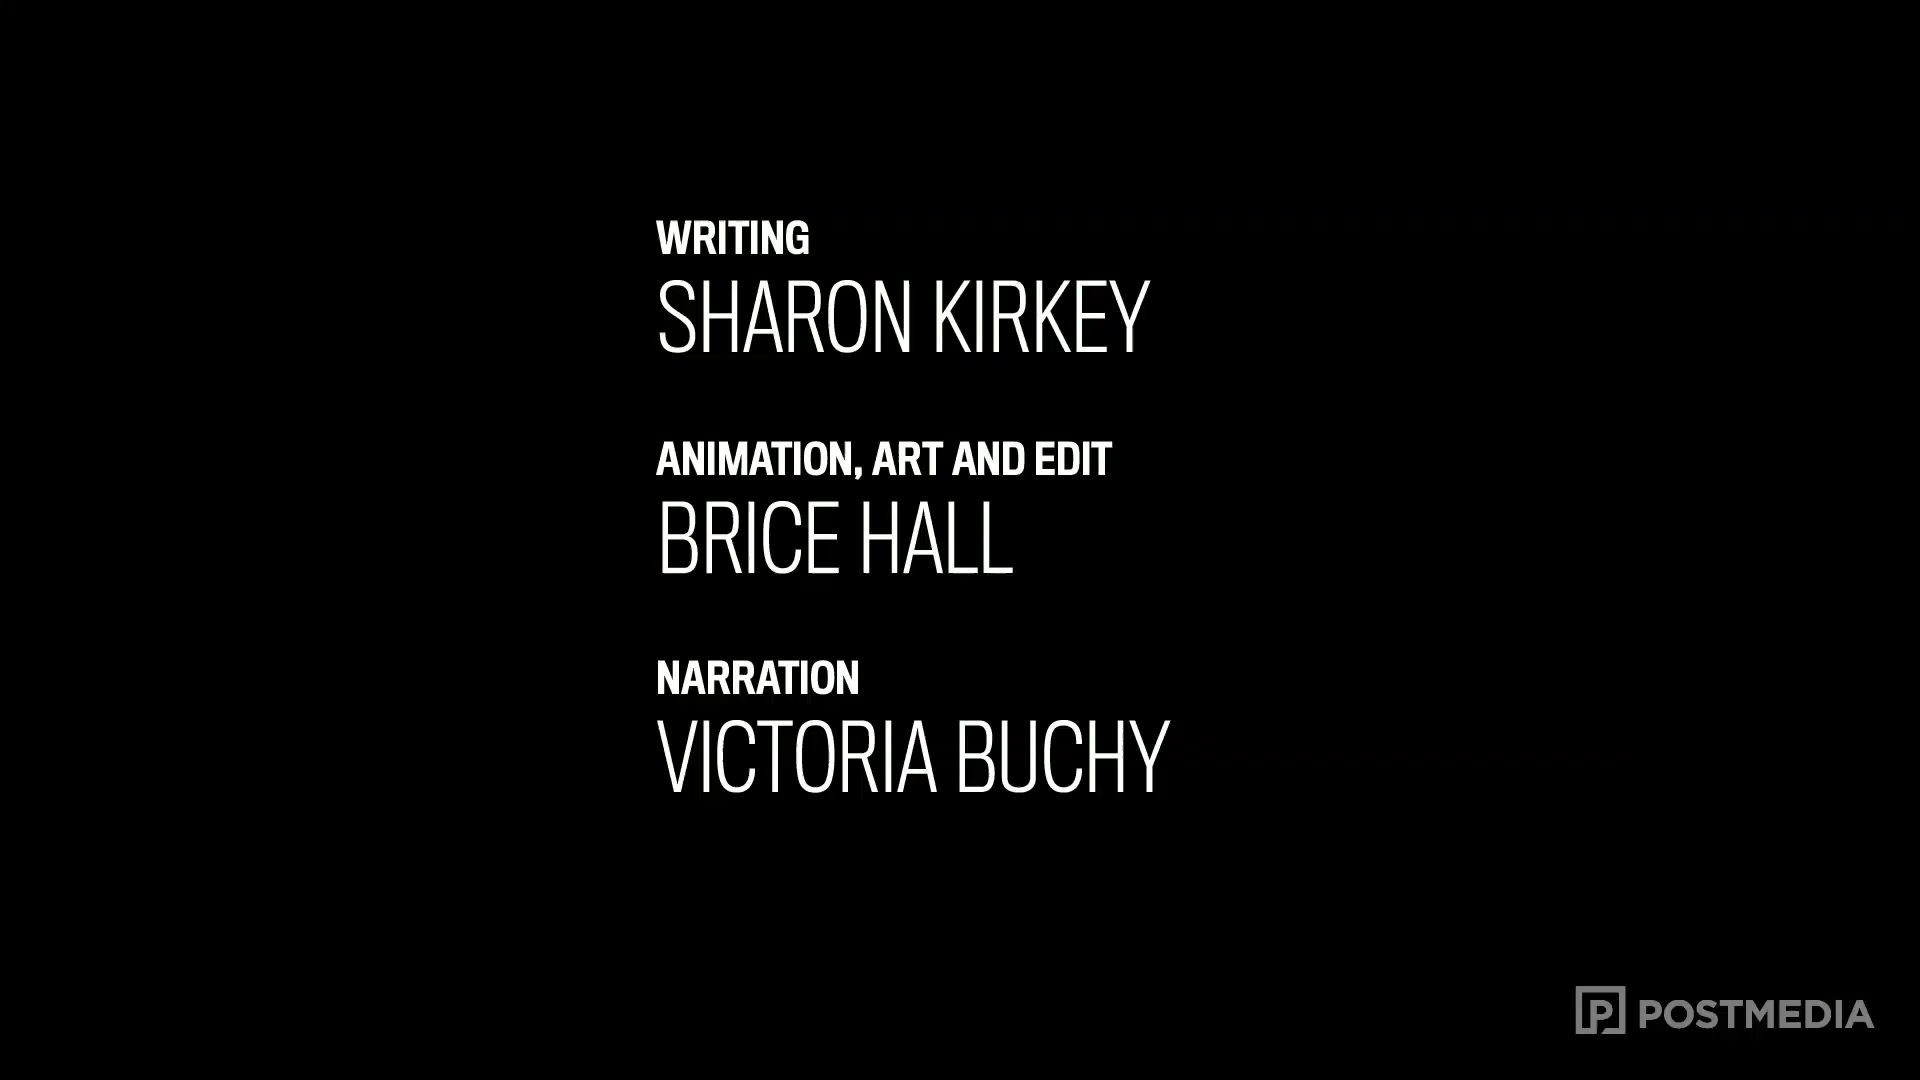 WRITING
SHARON KIRKEY
ANIMATION, ART AND EDIT
BRICE HALL
NARRATION
VICTORIA BUCHY
POSTMEDIA